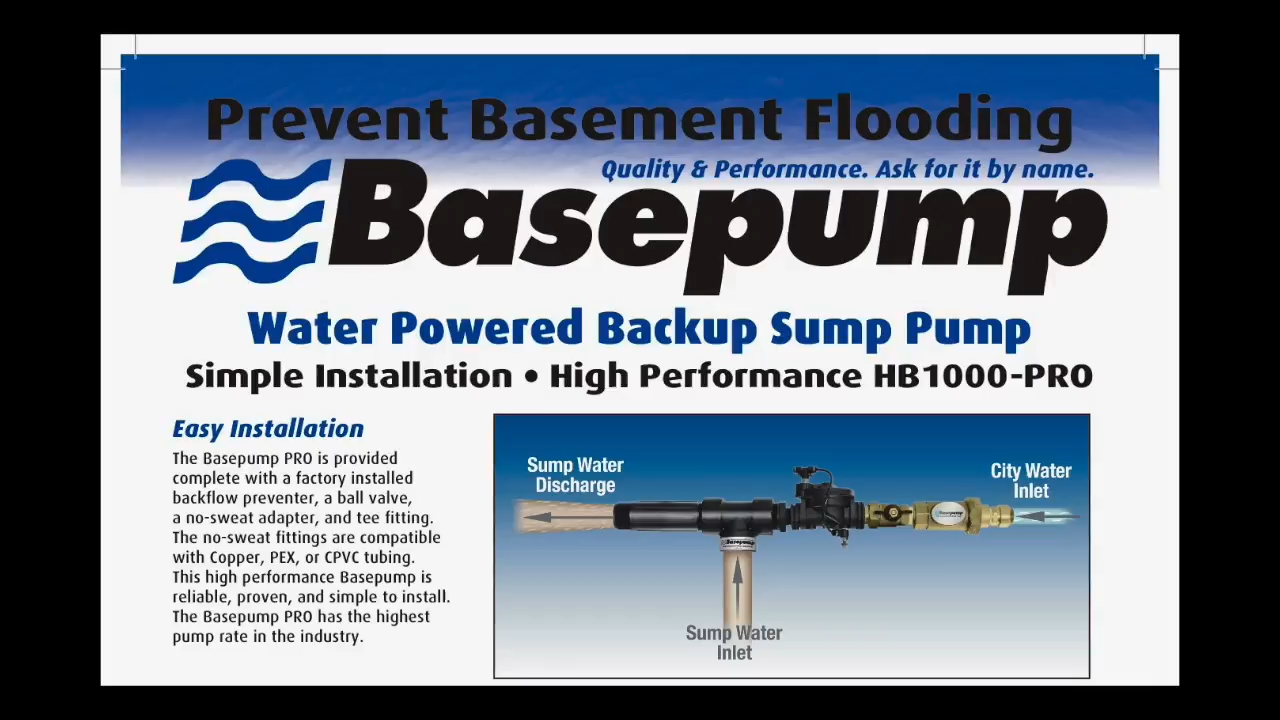 Prevent Basement Flooding
Quality & Performance. Ask for it by name.
Basepump
Water Powered Backup Sump Pump
Simple Installation • High Performance HB1000-PRO
Easy Installation
The Basepump PRO is provided
complete with a factory installed
backflow preventer, a ball valve,
a no-sweat adapter, and tee fitting.
The no-sweat fittings are compatible
with Copper, PEX, or CPVC tubing.
This high performance Basepump is
reliable, proven, and simple to install.
The Basepump PRO has the highest
pump rate in the industry.
Sump Water
Discharge
City Water
Inlet
Basepump
Basepump
Sump Water
Inlet